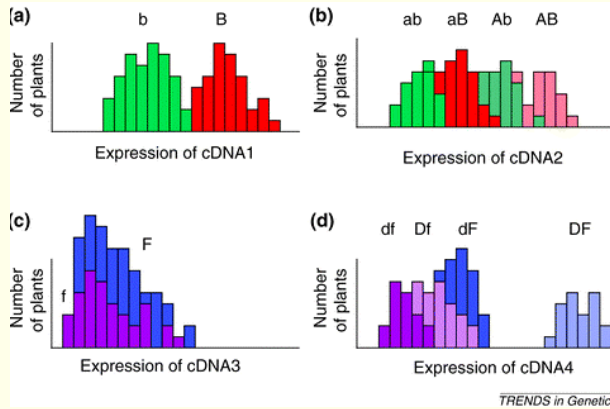 (a) b B
Number
of plants
Expression of cDNA1
(b) ab aB Ab AB
Number
of plants
Expression of cDNA2
(c) F
f
Number
of plants
Expression of cDNA3
(d) df Df dF DF
Number
of plants
Expression of cDNA4
TRENDS in Genetic